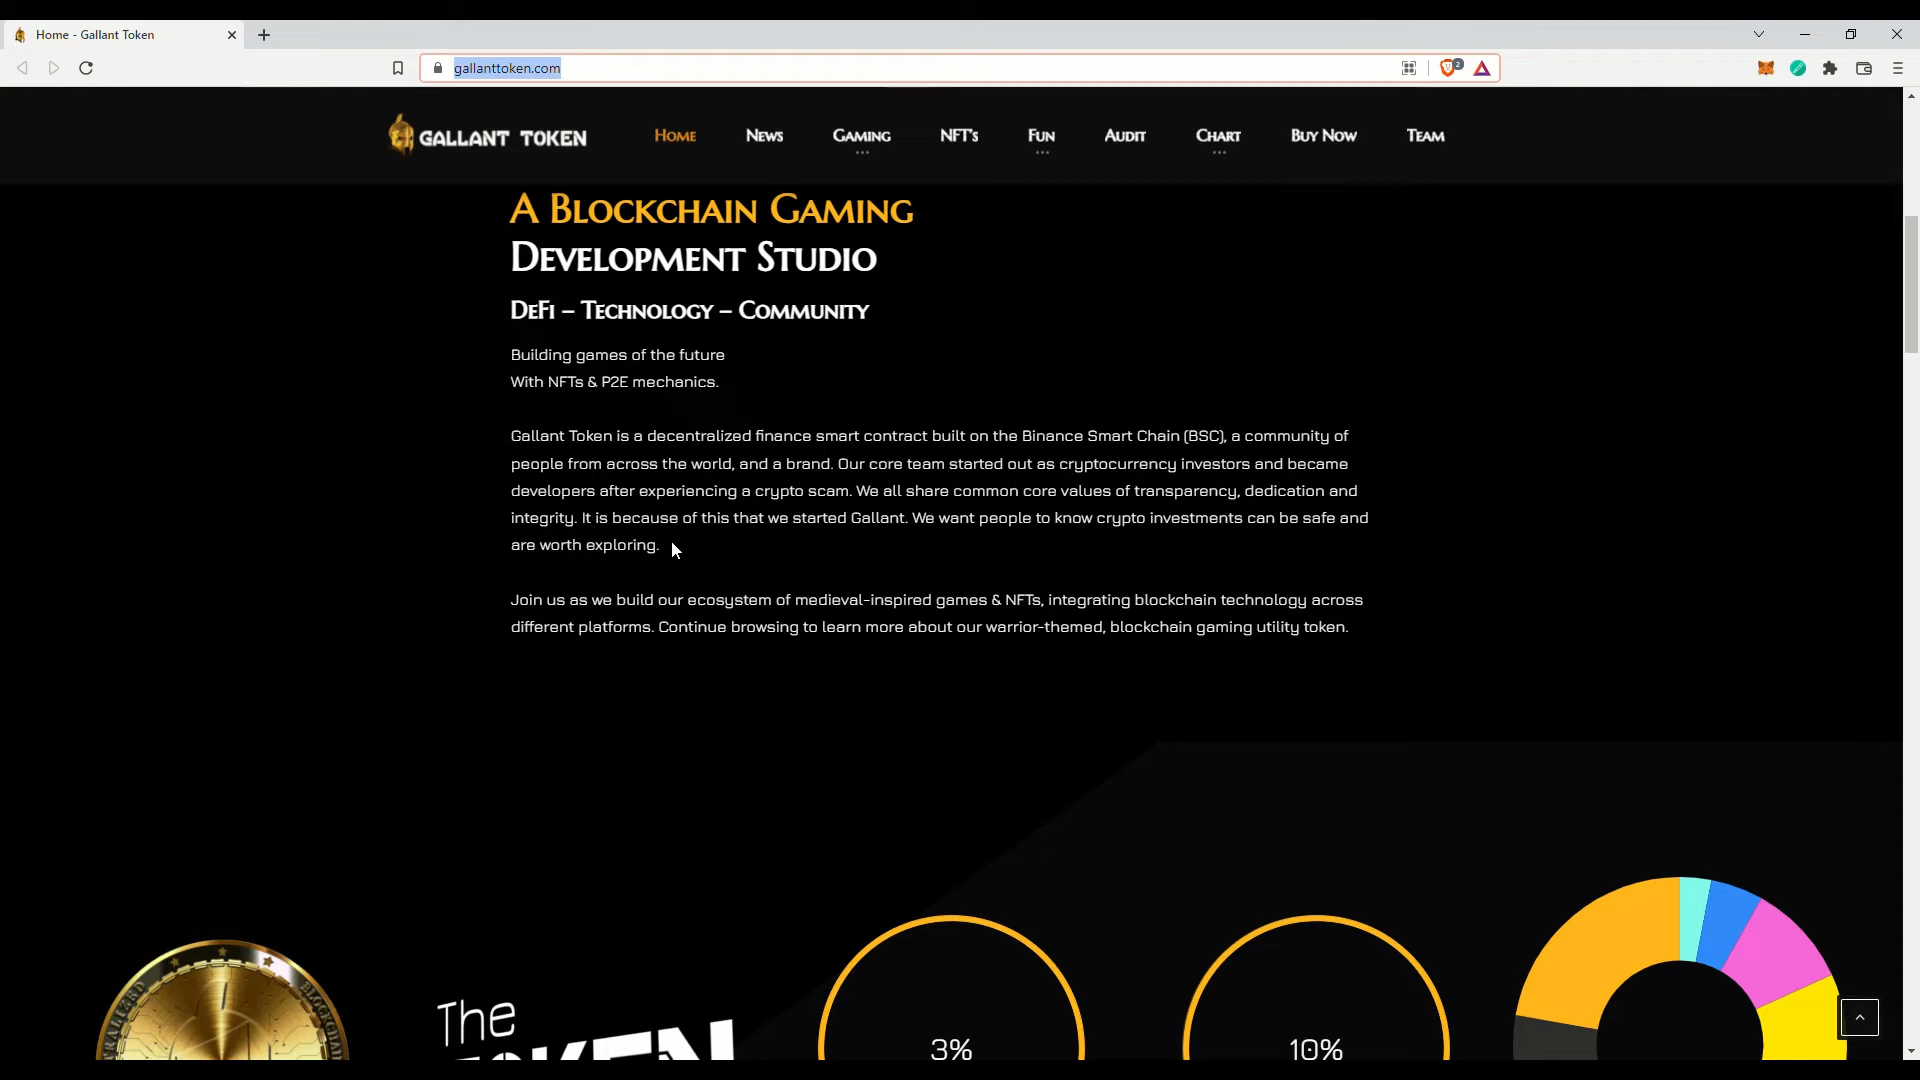 Home - Gallant Token
gallanttoken.com
2
GALLANT TOKEN
Home
News
Gaming
NFT's
Fun
Audit
Chart
Buy Now
Team
A Blockchain Gaming
Development Studio
DeFi – Technology – Community
Building games of the future
With NFTs & P2E mechanics.
Gallant Token is a decentralized finance smart contract built on the Binance Smart Chain (BSC), a community of
people from across the world, and a brand. Our core team started out as cryptocurrency investors and became
developers after experiencing a crypto scam. We all share common core values of transparency, dedication and
integrity. It is because of this that we started Gallant. We want people to know crypto investments can be safe and
are worth exploring.
Join us as we build our ecosystem of medieval-inspired games & NFTs, integrating blockchain technology across
different platforms. Continue browsing to learn more about our warrior-themed, blockchain gaming utility token.
The
TOKEN
3%
10%